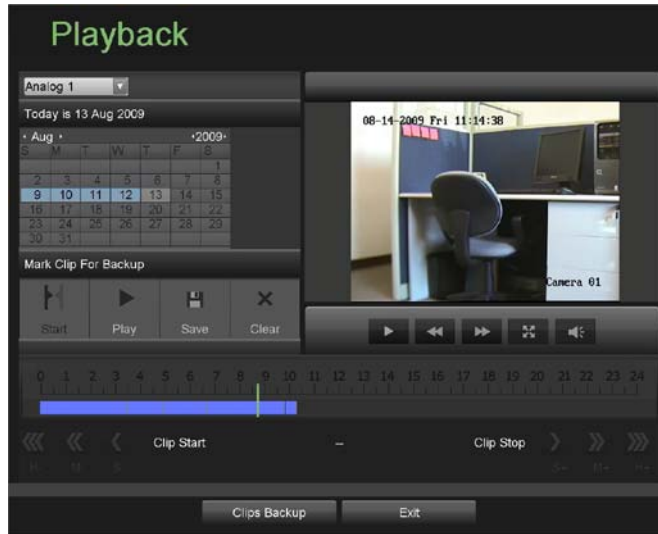 Playback
Analog 1
Today is 13 Aug 2009
Aug 2009
S M T W T F S
1
2 3 4 5 6 7 8
9 10 11 12 13 14 15
16 17 18 19 20 21 22
23 24 25 26 27 28 29
30 31
Mark Clip For Backup
Start Play Save Clear
08-14-2009 Fri 11:14:38
Camera 01
0 1 2 3 4 5 6 7 8 9 10 11 12 13 14 15 16 17 18 19 20 21 22 23 24
Clip Start – Clip Stop
H- M- S- S+ M+ H+
Clips Backup Exit